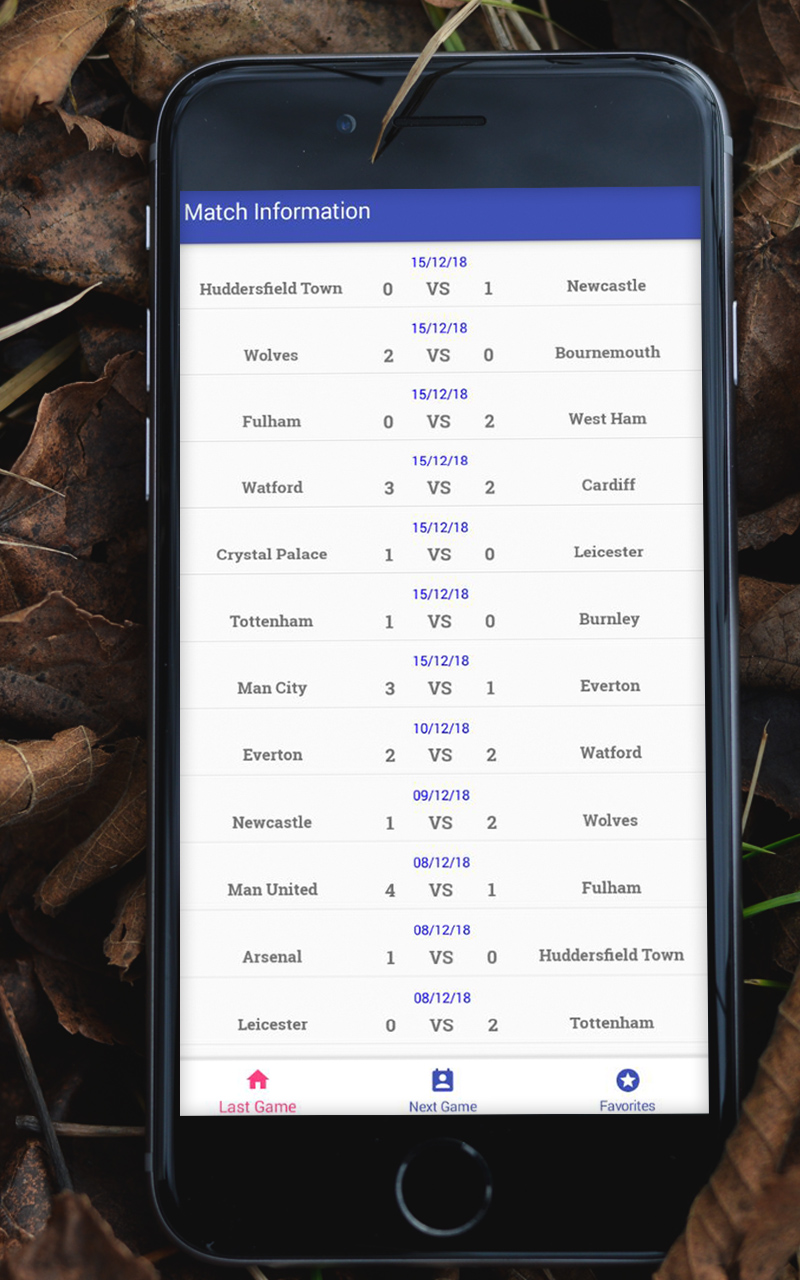 Match Information
15/12/18
Huddersfield Town 0 VS 1 Newcastle
15/12/18
Wolves 2 VS 0 Bournemouth
15/12/18
Fulham 0 VS 2 West Ham
15/12/18
Watford 3 VS 2 Cardiff
15/12/18
Crystal Palace 1 VS 0 Leicester
15/12/18
Tottenham 1 VS 0 Burnley
15/12/18
Man City 3 VS 1 Everton
10/12/18
Everton 2 VS 2 Watford
09/12/18
Newcastle 1 VS 2 Wolves
08/12/18
Man United 4 VS 1 Fulham
08/12/18
Arsenal 1 VS 0 Huddersfield Town
08/12/18
Leicester 0 VS 2 Tottenham
Last Game Next Game Favorites